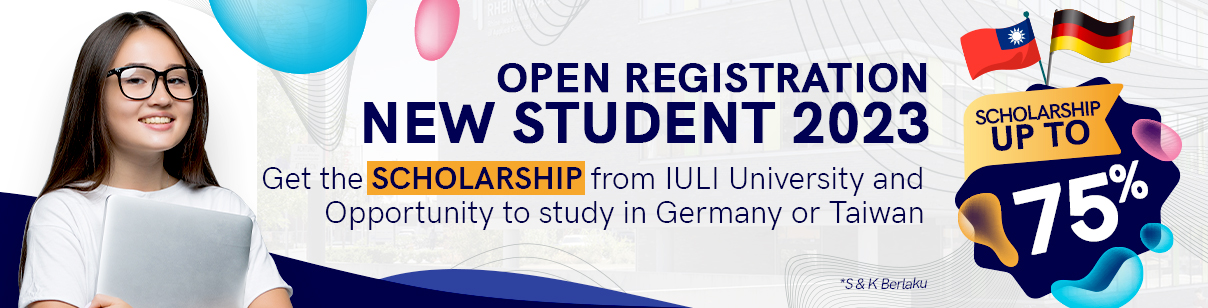 OPEN REGISTRATION
NEW STUDENT 2023
Get the SCHOLARSHIP from IULI University and
Opportunity to study in Germany or Taiwan
SCHOLARSHIP
UP TO
75%
*S & K Berlaku